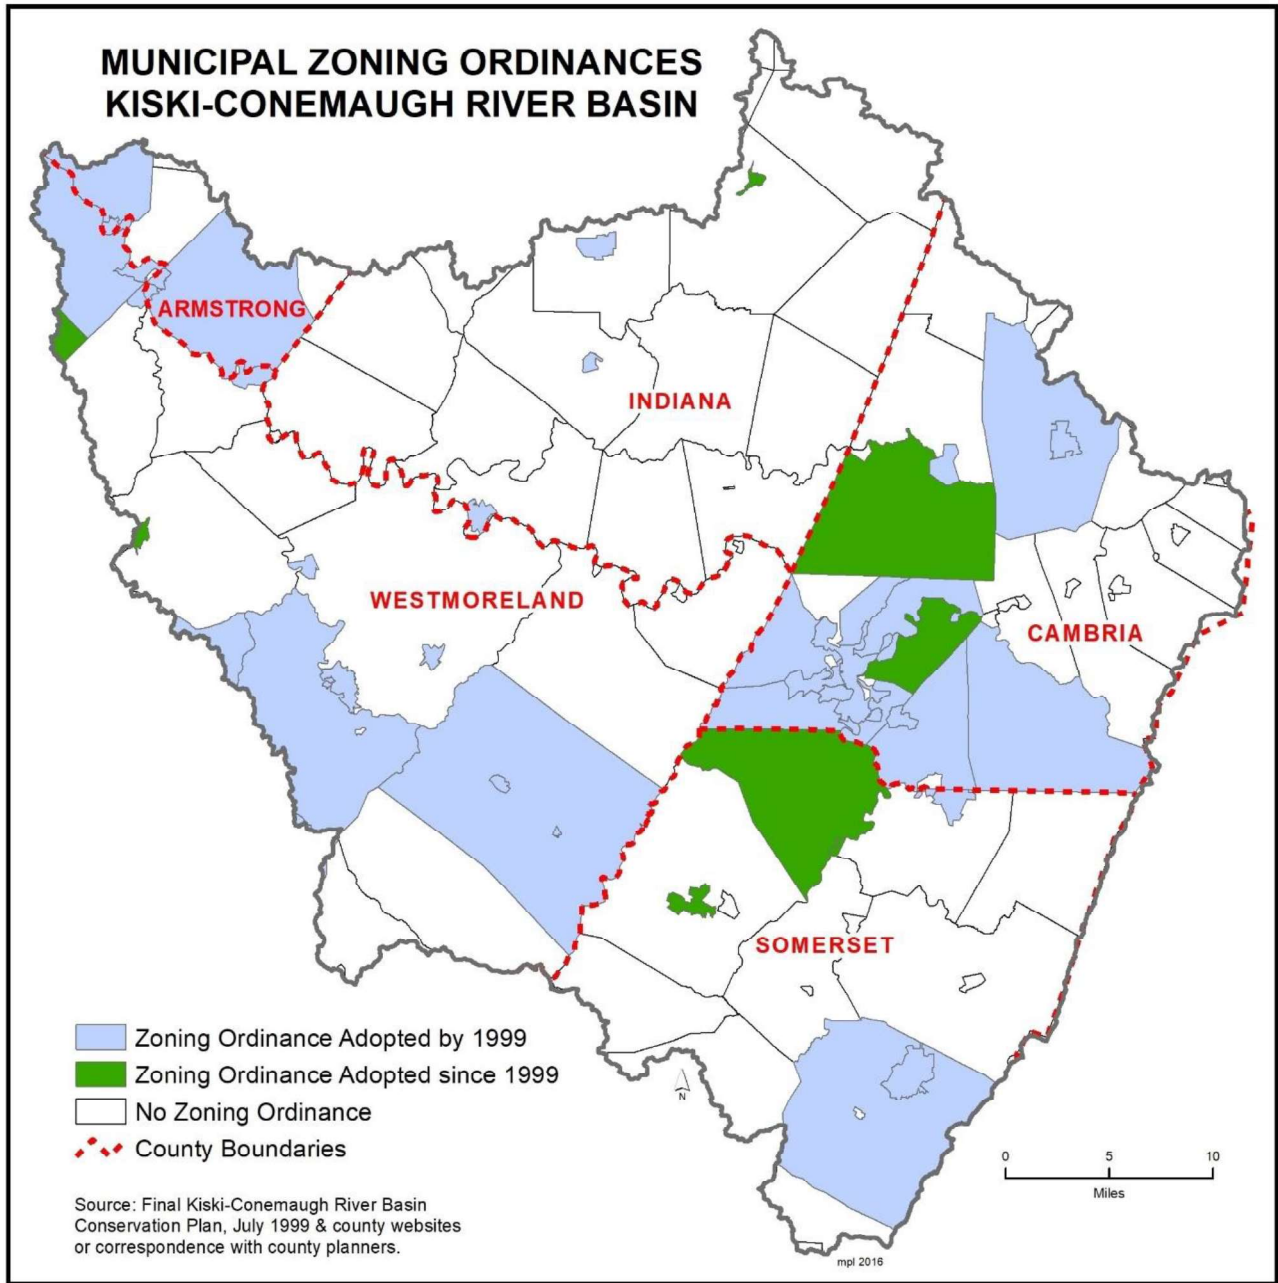 MUNICIPAL ZONING ORDINANCES
KISKI-CONEMAUGH RIVER BASIN
ARMSTRONG
INDIANA
WESTMORELAND
CAMBRIA
SOMERSET
Zoning Ordinance Adopted by 1999
Zoning Ordinance Adopted since 1999
No Zoning Ordinance
County Boundaries
N
0 5 10
Miles
Source: Final Kiski-Conemaugh River Basin
Conservation Plan, July 1999 & county websites
or correspondence with county planners.
mpl 2016